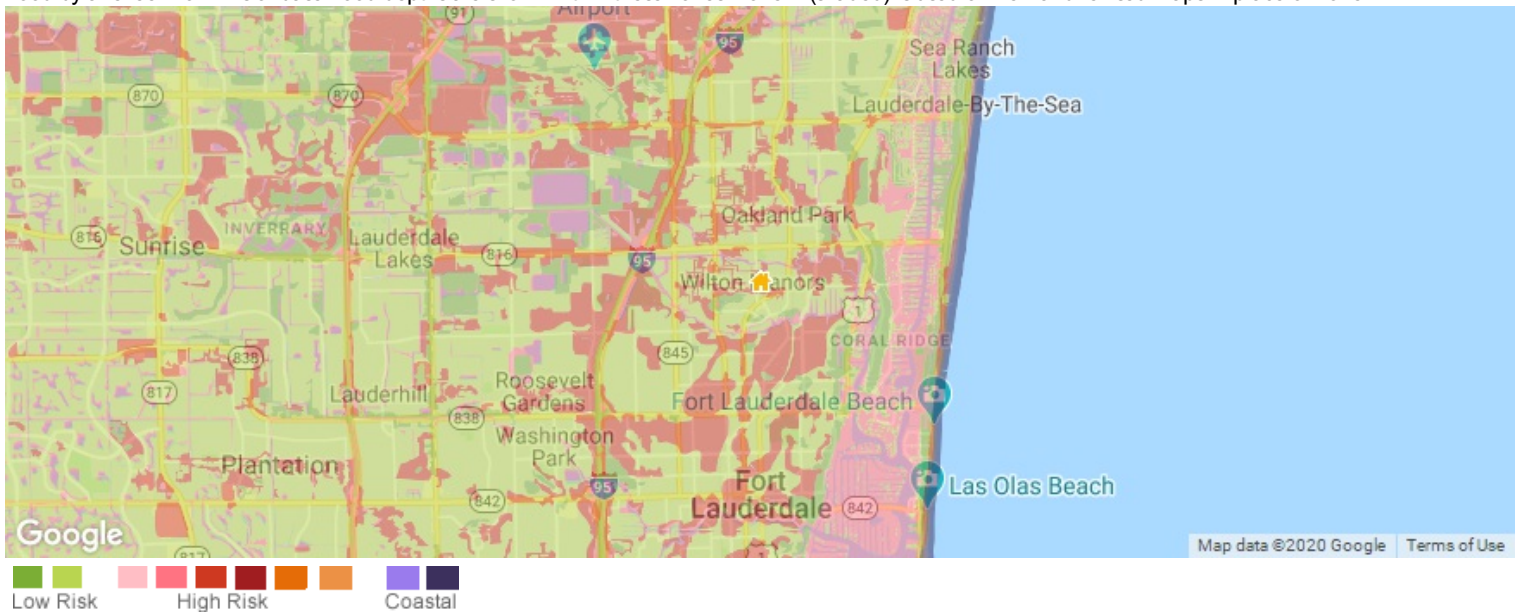 Airport
91
95
Sea Ranch
Lakes
870
870
Lauderdale-By-The-Sea
Oakland Park
INVERRARY
816
Sunrise
Lauderdale
Lakes
816
95
Wilton Manors
1
CORAL RIDGE
845
838
817
Lauderhill
Roosevelt
Gardens
Fort Lauderdale Beach
838
Washington
Park
Plantation
95
Fort
Lauderdale
842
842
Las Olas Beach
Google
817
1
Map data ©2020 Google
Terms of Use
Low Risk
High Risk
Coastal